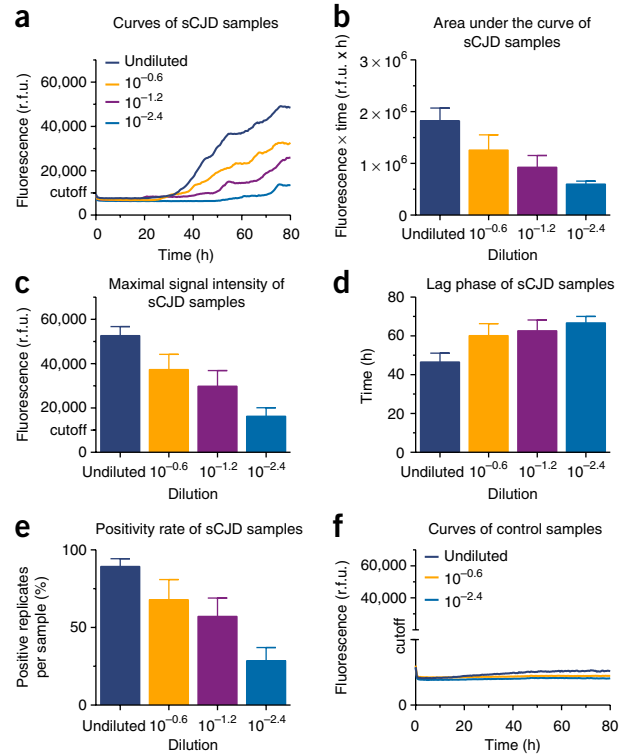 a
Curves of sCJD samples
Undiluted
10⁻⁰·⁶
10⁻¹·²
10⁻²·⁴
60,000
40,000
20,000
cutoff
0
Fluorescence (r.f.u.)
0 20 40 60 80
Time (h)
b
Area under the curve of
sCJD samples
3 × 10⁶
2 × 10⁶
1 × 10⁶
0
Fluorescence × time (r.f.u. x h)
Undiluted 10⁻⁰·⁶ 10⁻¹·² 10⁻²·⁴
Dilution
c
Maximal signal intensity of
sCJD samples
60,000
40,000
20,000
cutoff
0
Fluorescence (r.f.u.)
Undiluted 10⁻⁰·⁶ 10⁻¹·² 10⁻²·⁴
Dilution
d
Lag phase of sCJD samples
80
60
40
20
0
Time (h)
Undiluted 10⁻⁰·⁶ 10⁻¹·² 10⁻²·⁴
Dilution
e
Positivity rate of sCJD samples
100
50
0
Positive replicates
per sample (%)
Undiluted 10⁻⁰·⁶ 10⁻¹·² 10⁻²·⁴
Dilution
f
Curves of control samples
Undiluted
10⁻⁰·⁶
10⁻²·⁴
60,000
40,000
cutoff
0
Fluorescence (r.f.u.)
0 20 40 60 80
Time (h)